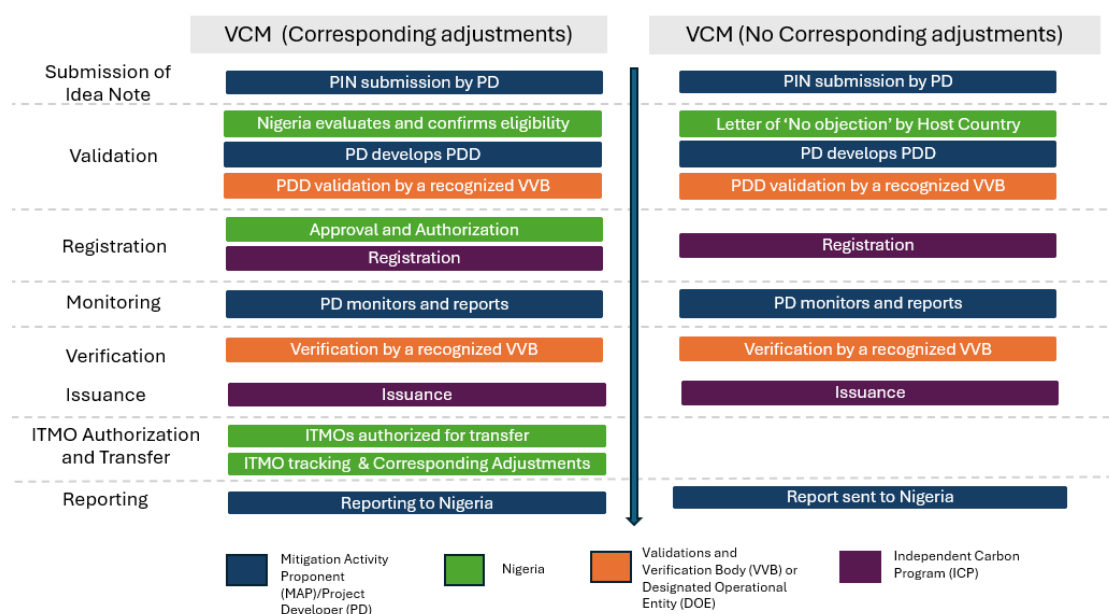 VCM (Corresponding adjustments)
VCM (No Corresponding adjustments)
Submission of
Idea Note
PIN submission by PD
PIN submission by PD
Validation
Nigeria evaluates and confirms eligibility
Letter of ‘No objection’ by Host Country
PD develops PDD
PD develops PDD
PDD validation by a recognized VVB
PDD validation by a recognized VVB
Registration
Approval and Authorization
Registration
Registration
Monitoring
PD monitors and reports
PD monitors and reports
Verification
Verification by a recognized VVB
Verification by a recognized VVB
Issuance
Issuance
Issuance
ITMO Authorization
and Transfer
ITMOs authorized for transfer
ITMO tracking & Corresponding Adjustments
Reporting
Reporting to Nigeria
Report sent to Nigeria
Mitigation Activity
Proponent
(MAP)/Project
Developer (PD)
Nigeria
Validations and
Verification Body (VVB) or
Designated Operational
Entity (DOE)
Independent Carbon
Program (ICP)